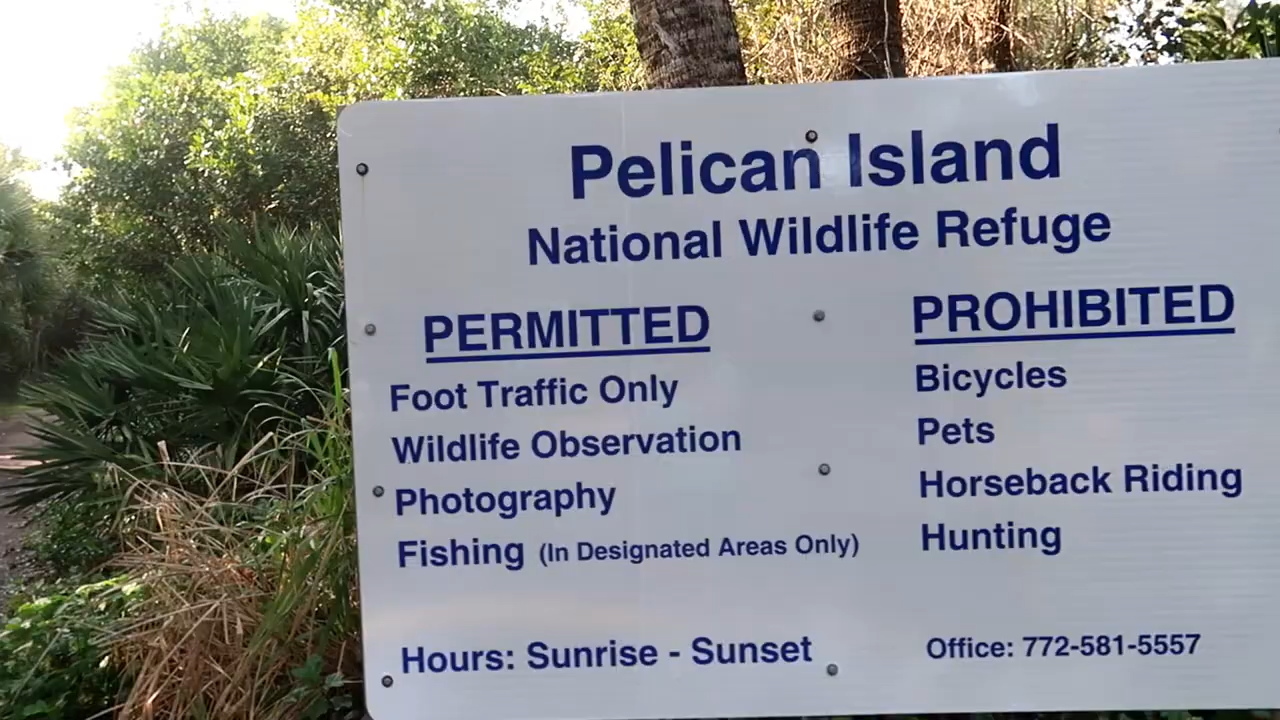 Pelican Island
National Wildlife Refuge
PERMITTED
Foot Traffic Only
Wildlife Observation
Photography
Fishing (In Designated Areas Only)
PROHIBITED
Bicycles
Pets
Horseback Riding
Hunting
Hours: Sunrise - Sunset
Office: 772-581-5557